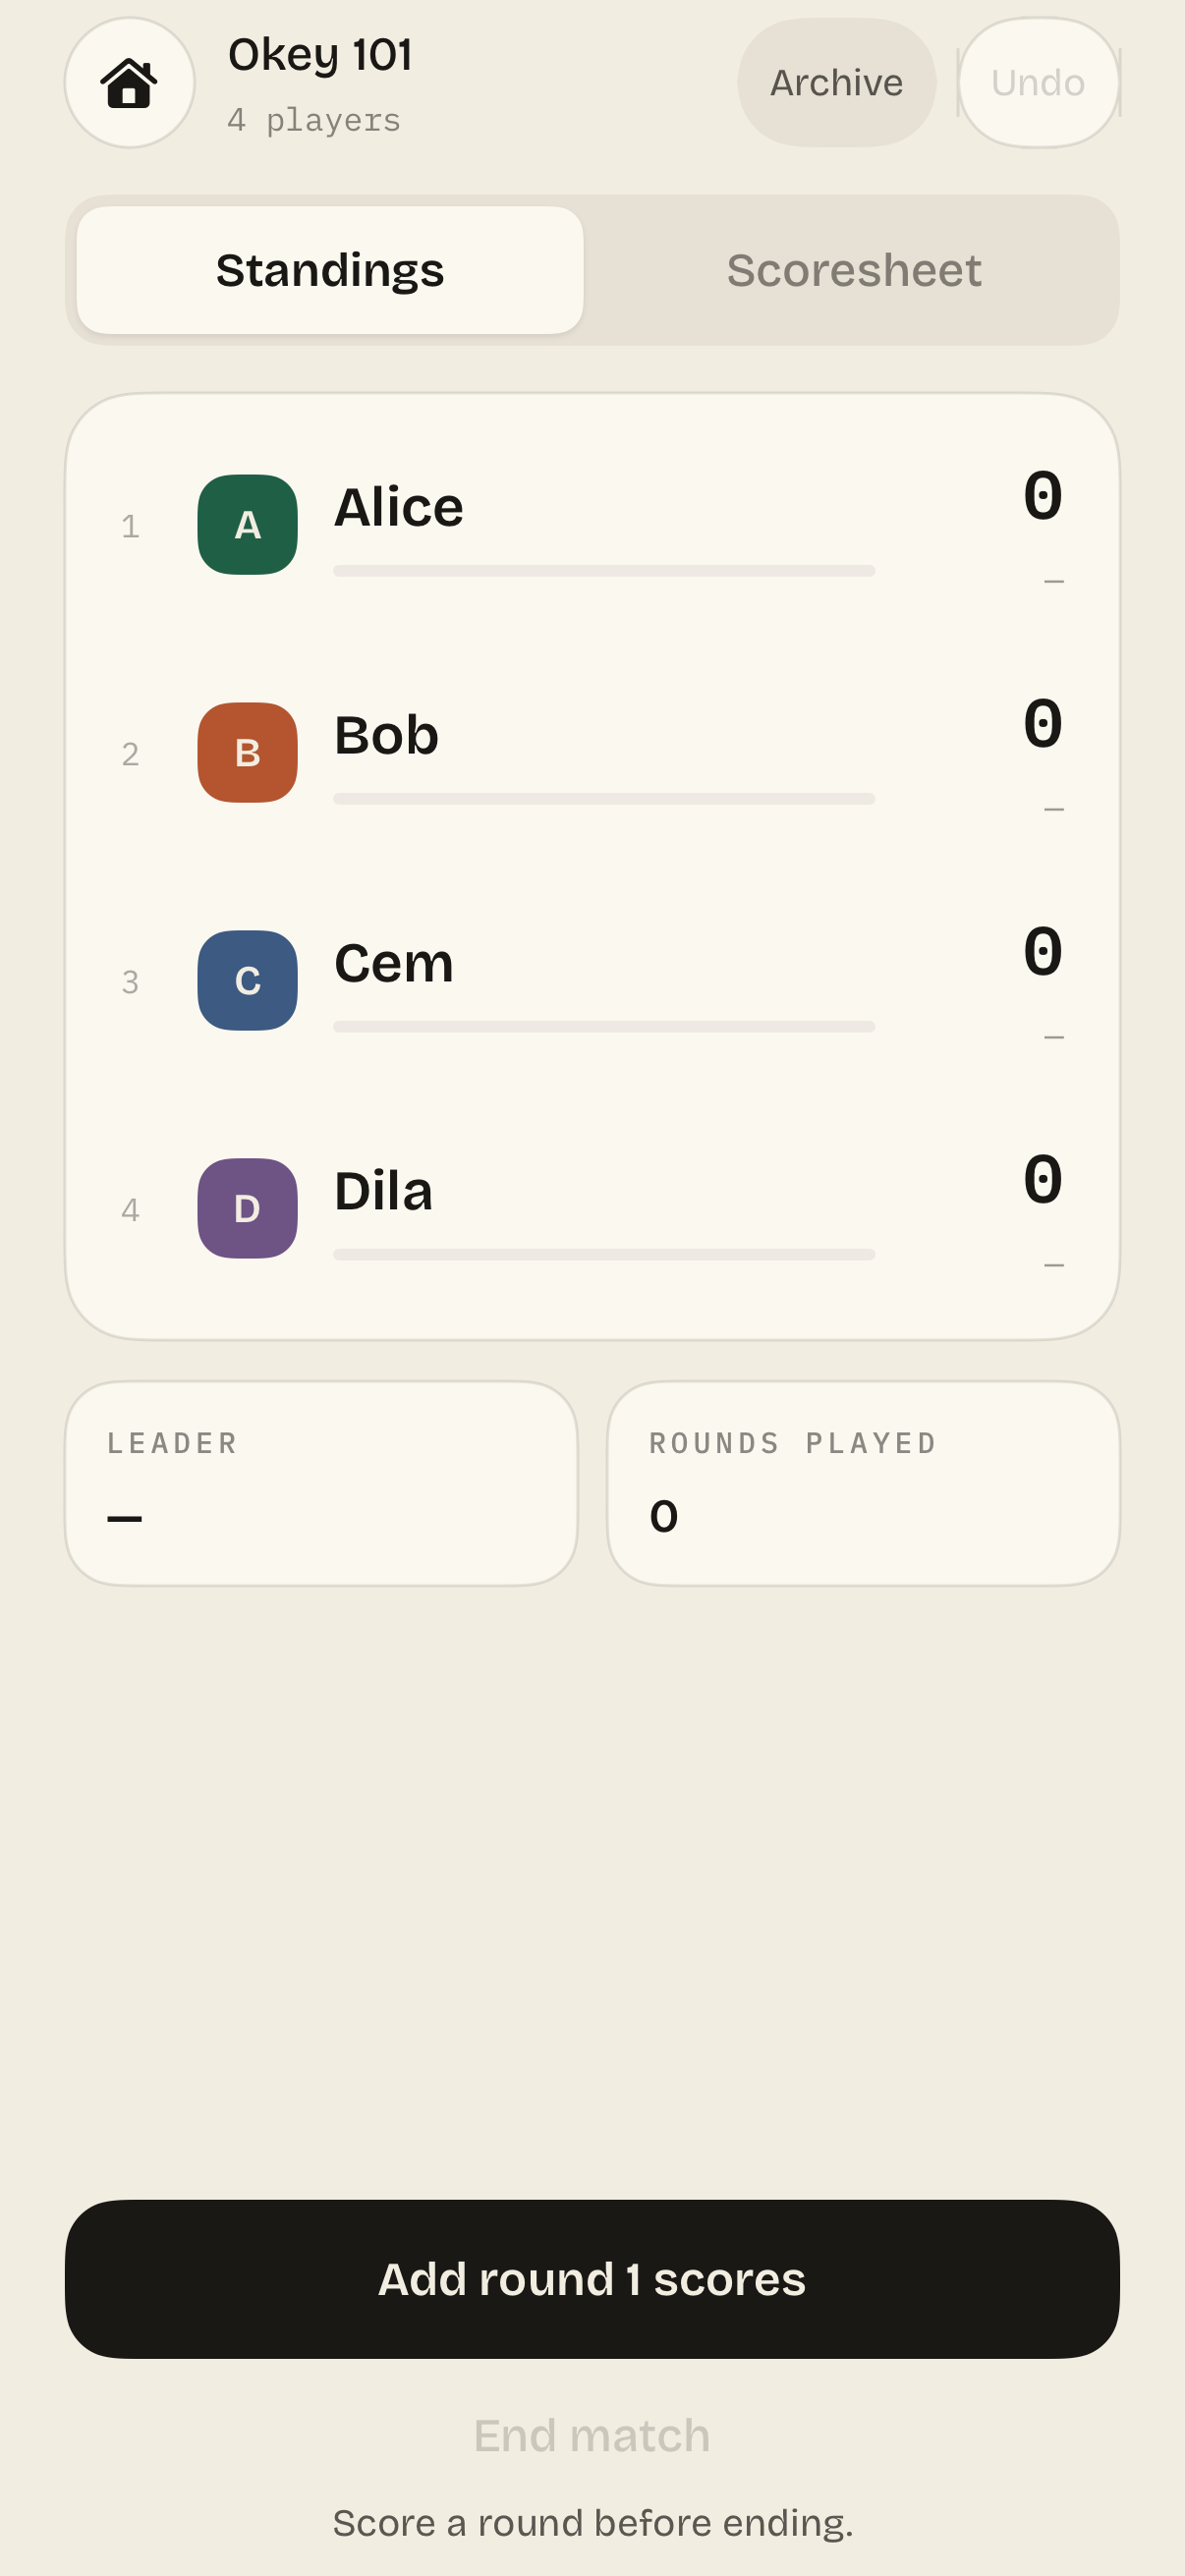 Okey 101
4 players
Archive
Undo
Standings
Scoresheet
1
A
Alice
0
—
2
B
Bob
0
—
3
C
Cem
0
—
4
D
Dila
0
—
LEADER
—
ROUNDS PLAYED
0
Add round 1 scores
End match
Score a round before ending.